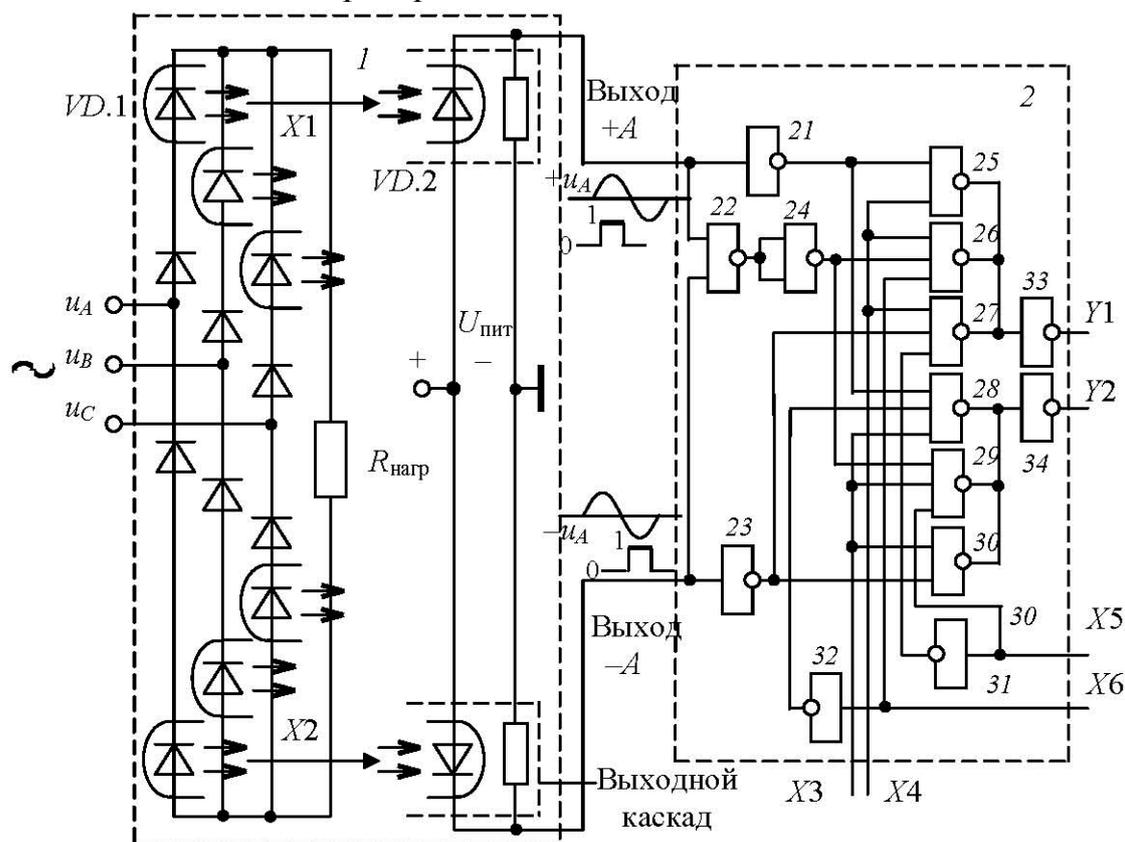 1
VD.1
X1
VD.2
Выход
+A
2
21
25
+uA
1
0
22
24
26
27
33
Y1
uA
uB
uC
~
Uпит
+
–
28
Y2
34
29
Rнагр
–uA
1
0
23
30
Выход
–A
30
X5
31
32
X6
X2
Выходной
каскад
X3
X4